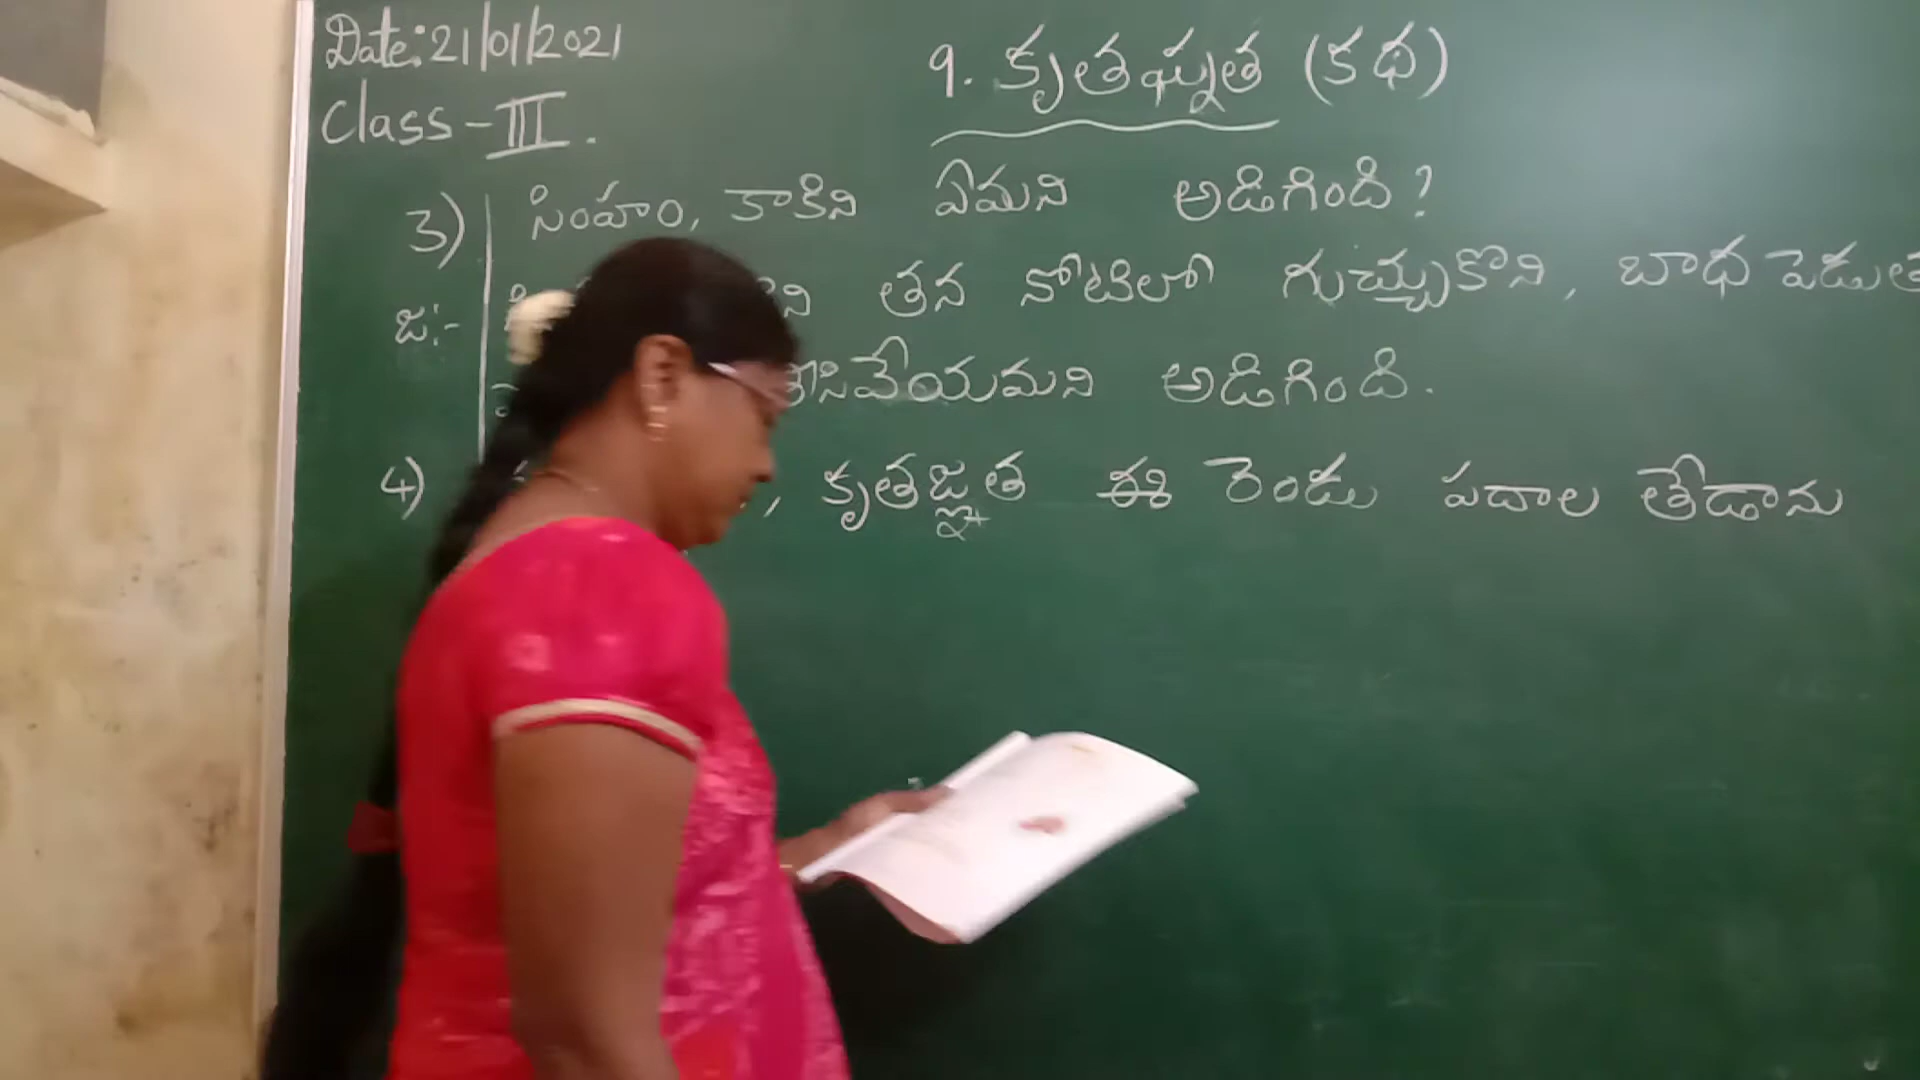 Date: 21/01/2021
Class - III.
9. కృతఘ్నత (కథ)
3) సింహం, కాకిని ఏమని అడిగింది?
జ:- తన నోటిలో గుచ్చుకొని, బాధ పెడుత
అడిగింది.
4) , కృతజ్ఞత ఈ రెండు పదాల తేడాను